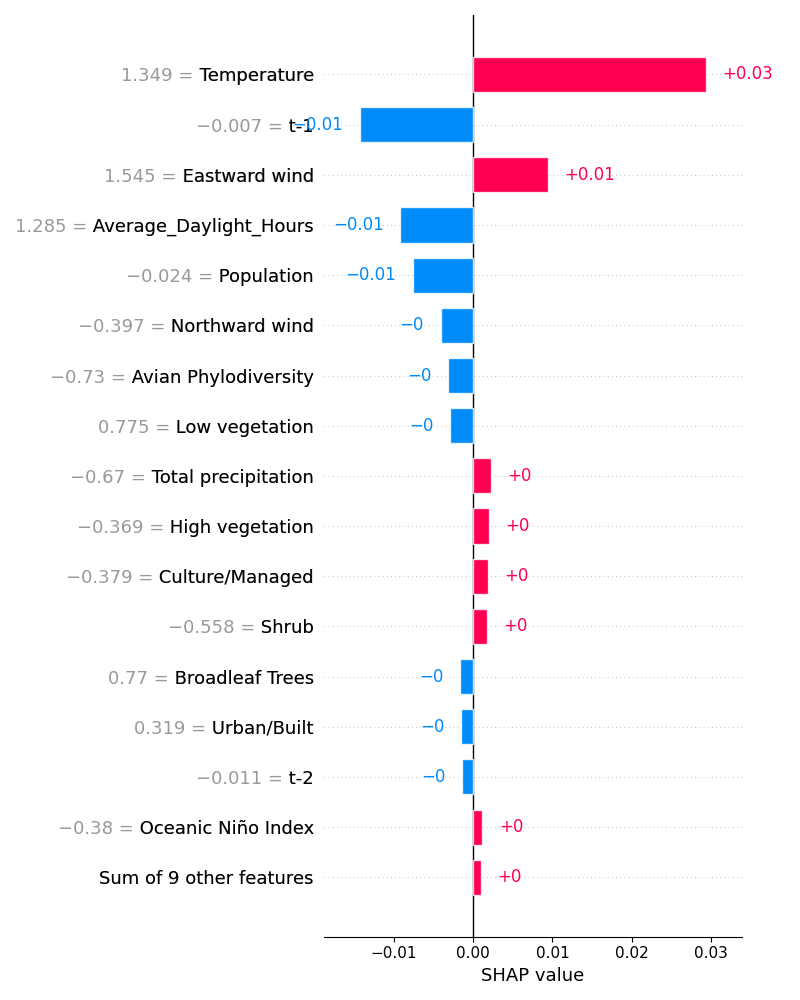 1.349 = Temperature +0.03
−0.007 = t-1 −0.01
1.545 = Eastward wind +0.01
1.285 = Average_Daylight_Hours −0.01
−0.024 = Population −0.01
−0.397 = Northward wind −0
−0.73 = Avian Phylodiversity −0
0.775 = Low vegetation −0
−0.67 = Total precipitation +0
−0.369 = High vegetation +0
−0.379 = Culture/Managed +0
−0.558 = Shrub +0
0.77 = Broadleaf Trees −0
0.319 = Urban/Built −0
−0.011 = t-2 −0
−0.38 = Oceanic Niño Index +0
Sum of 9 other features +0
−0.01 0.00 0.01 0.02 0.03
SHAP value